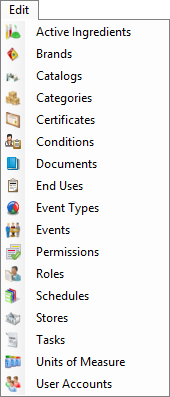 Edit
Active Ingredients
Brands
Catalogs
Categories
Certificates
Conditions
Documents
End Uses
Event Types
Events
Permissions
Roles
Schedules
Stores
Tasks
Units of Measure
User Accounts